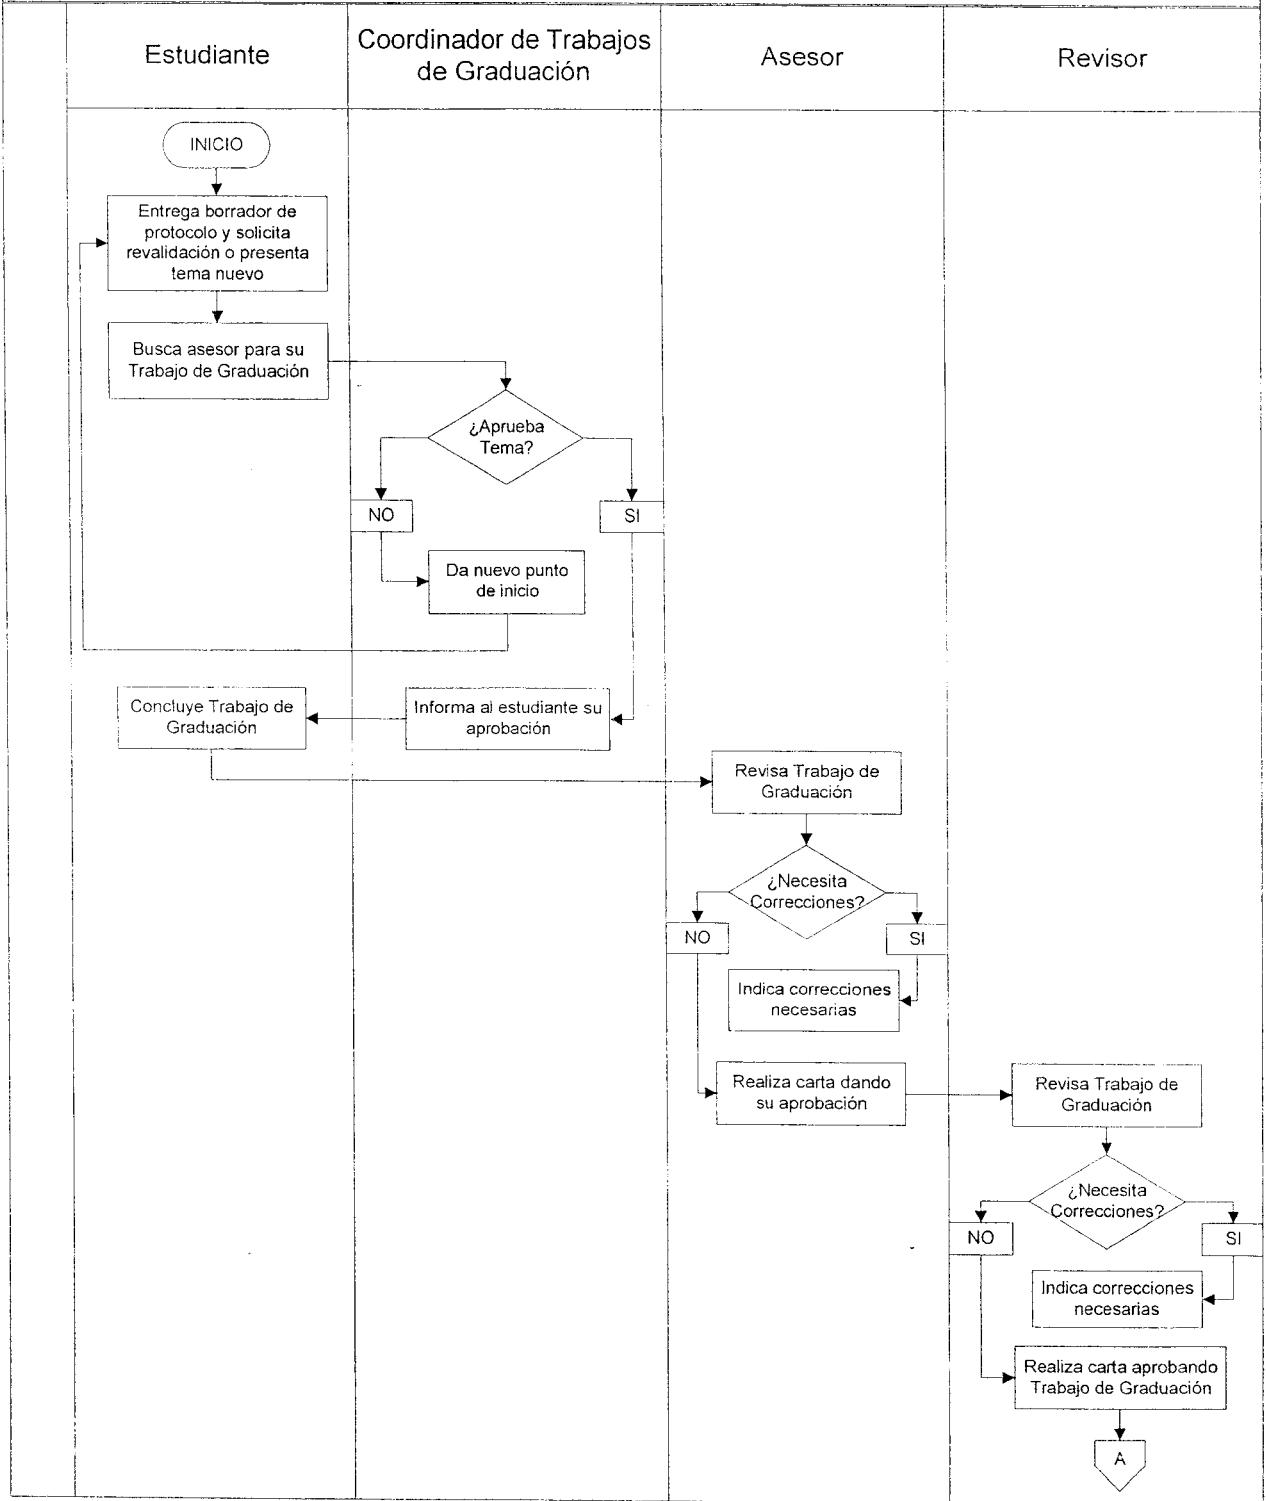 Estudiante
Coordinador de Trabajos
de Graduación
Asesor
Revisor
INICIO
Entrega borrador de
protocolo y solicita
revalidación o presenta
tema nuevo
Busca asesor para su
Trabajo de Graduación
¿Aprueba
Tema?
NO
SI
Da nuevo punto
de inicio
Concluye Trabajo de
Graduación
Informa al estudiante su
aprobación
Revisa Trabajo de
Graduación
¿Necesita
Correcciones?
NO
SI
Indica correcciones
necesarias
Realiza carta dando
su aprobación
Revisa Trabajo de
Graduación
¿Necesita
Correcciones?
NO
SI
Indica correcciones
necesarias
Realiza carta aprobando
Trabajo de Graduación
A